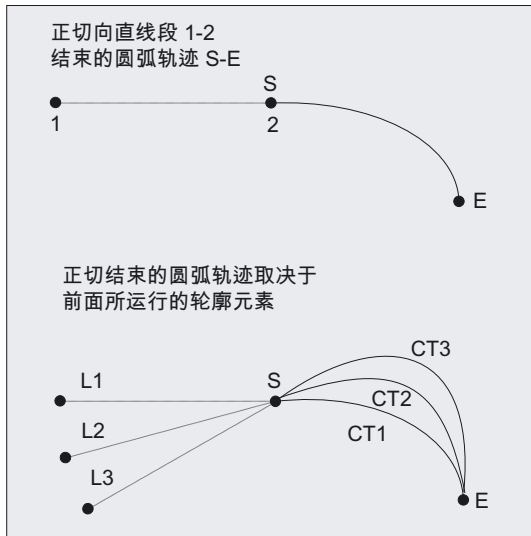 正切向直线段 1-2
结束的圆弧轨迹 S-E
S
1
2
E
正切结束的圆弧轨迹取决于
前面所运行的轮廓元素
CT3
L1
S
CT2
L2
CT1
L3
E